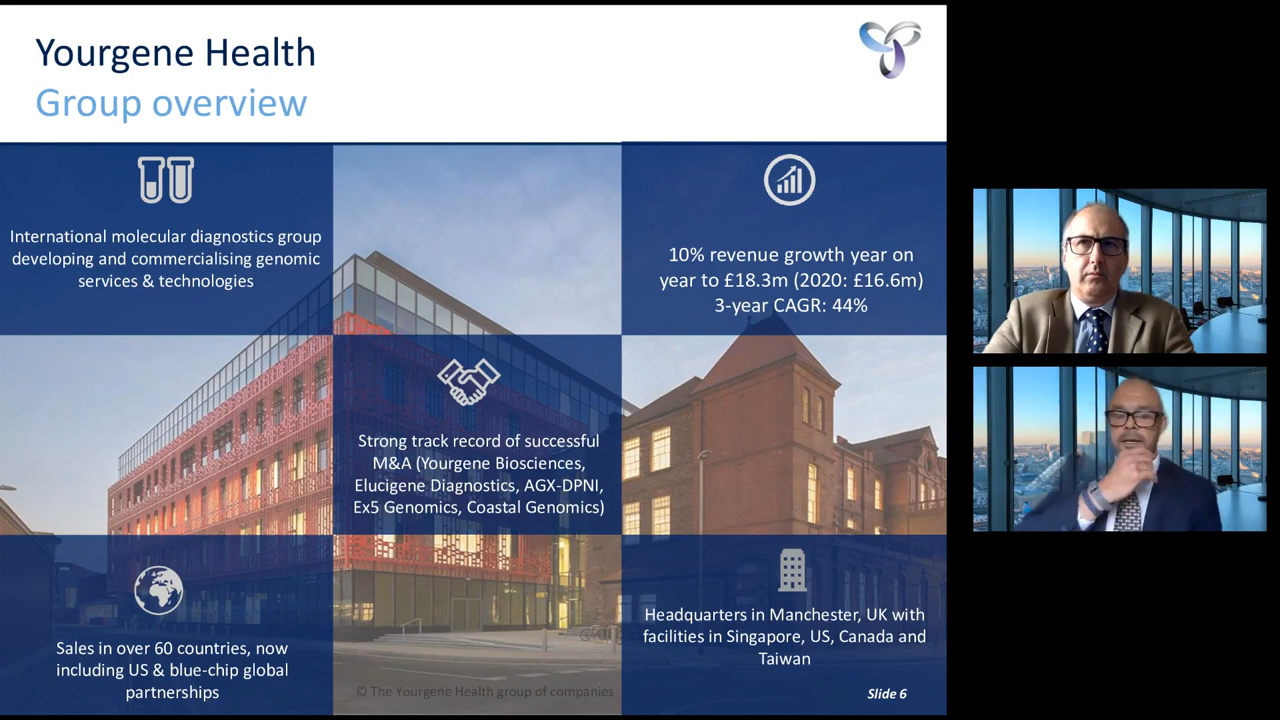 Yourgene Health
Group overview
International molecular diagnostics group
developing and commercialising genomic
services & technologies
10% revenue growth year on
year to £18.3m (2020: £16.6m)
3-year CAGR: 44%
Strong track record of successful
M&A (Yourgene Biosciences,
Elucigene Diagnostics, AGX-DPNI,
Ex5 Genomics, Coastal Genomics)
Sales in over 60 countries, now
including US & blue-chip global
partnerships
Headquarters in Manchester, UK with
facilities in Singapore, US, Canada and
Taiwan
© The Yourgene Health group of companies
Slide 6